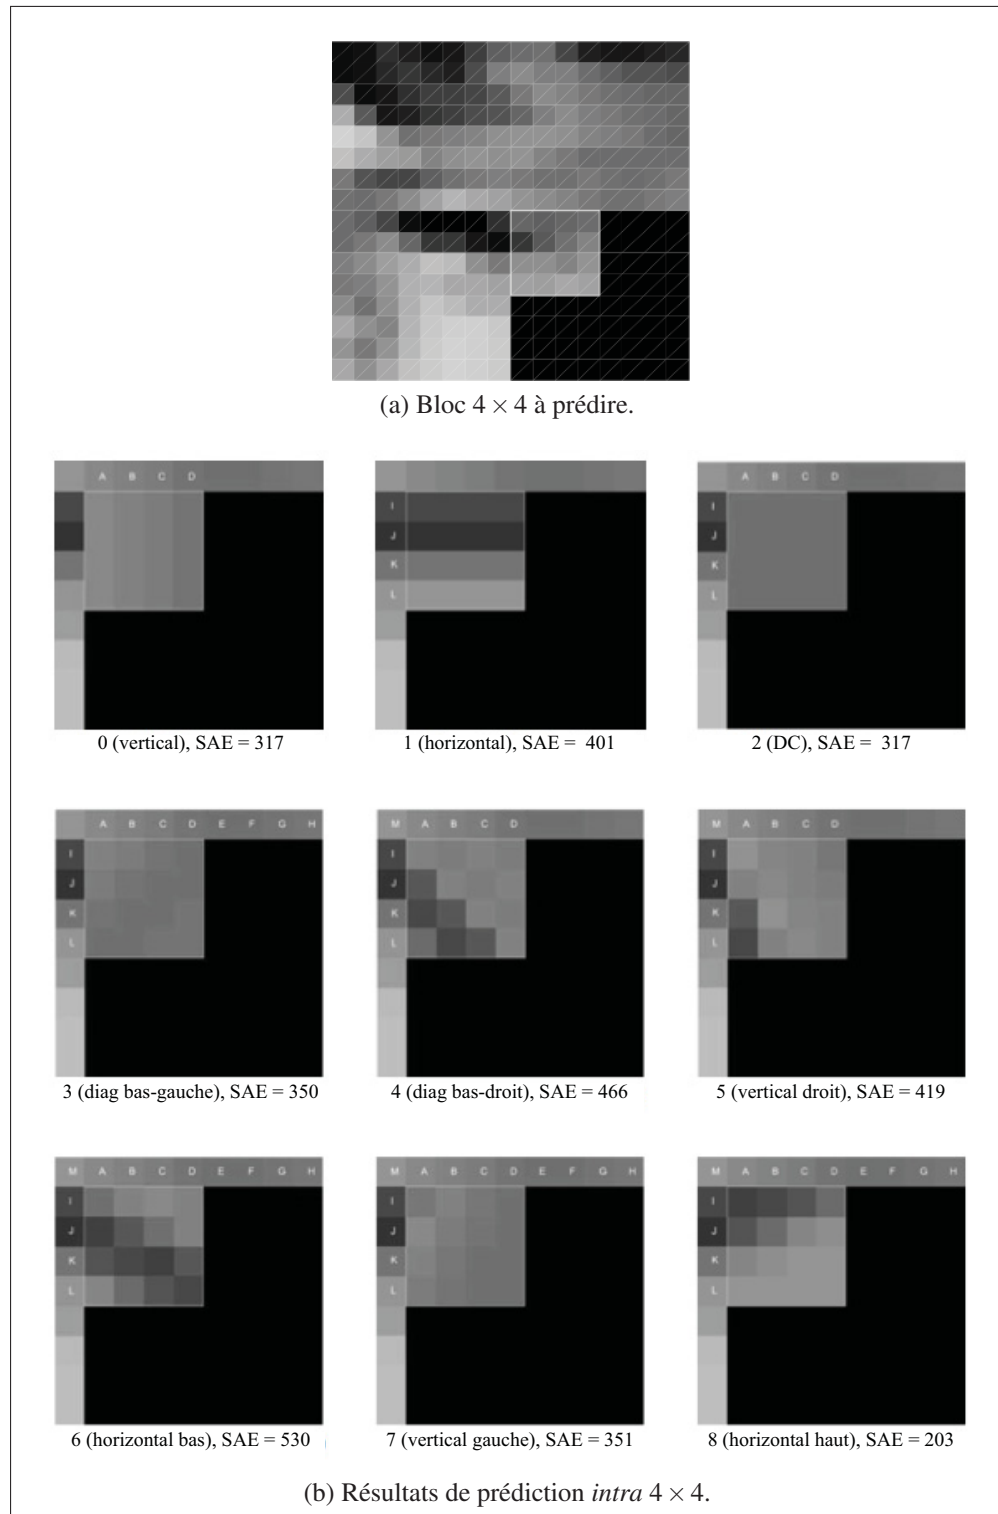 (a) Bloc 4 × 4 à prédire.
A B C D
0 (vertical), SAE = 317
I
J
K
L
1 (horizontal), SAE = 401
A B C D
I
J
K
L
2 (DC), SAE = 317
A B C D E F G H
I
J
K
L
3 (diag bas-gauche), SAE = 350
M A B C D
I
J
K
L
4 (diag bas-droit), SAE = 466
M A B C D
I
J
K
L
5 (vertical droit), SAE = 419
M A B C D E F G H
I
J
K
L
6 (horizontal bas), SAE = 530
M A B C D E F G H
I
J
K
L
7 (vertical gauche), SAE = 351
M A B C D E F G H
I
J
K
L
8 (horizontal haut), SAE = 203
(b) Résultats de prédiction intra 4 × 4.